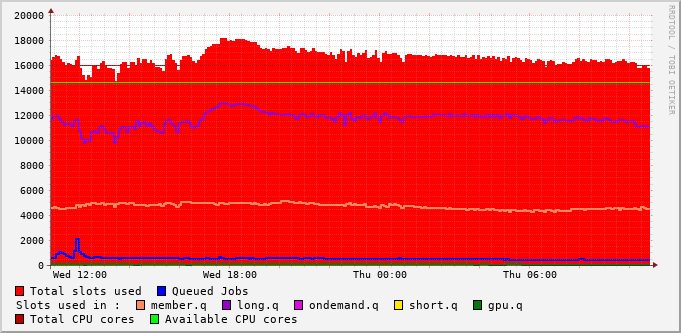 20000
18000
16000
14000
12000
10000
8000
6000
4000
2000
0
Wed 12:00 Wed 18:00 Thu 00:00 Thu 06:00
RRDTOOL / TOBI OETIKER
Total slots used Queued Jobs
Slots used in : member.q long.q ondemand.q short.q gpu.q
Total CPU cores Available CPU cores